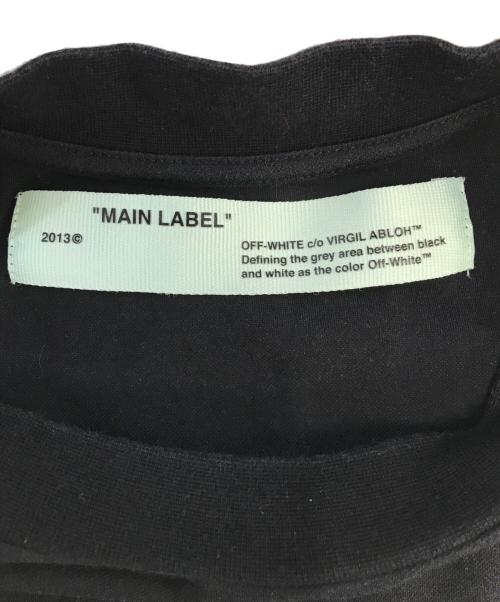 "MAIN LABEL"
2013©
OFF-WHITE c/o VIRGIL ABLOH™
Defining the grey area between black
and white as the color Off-White™